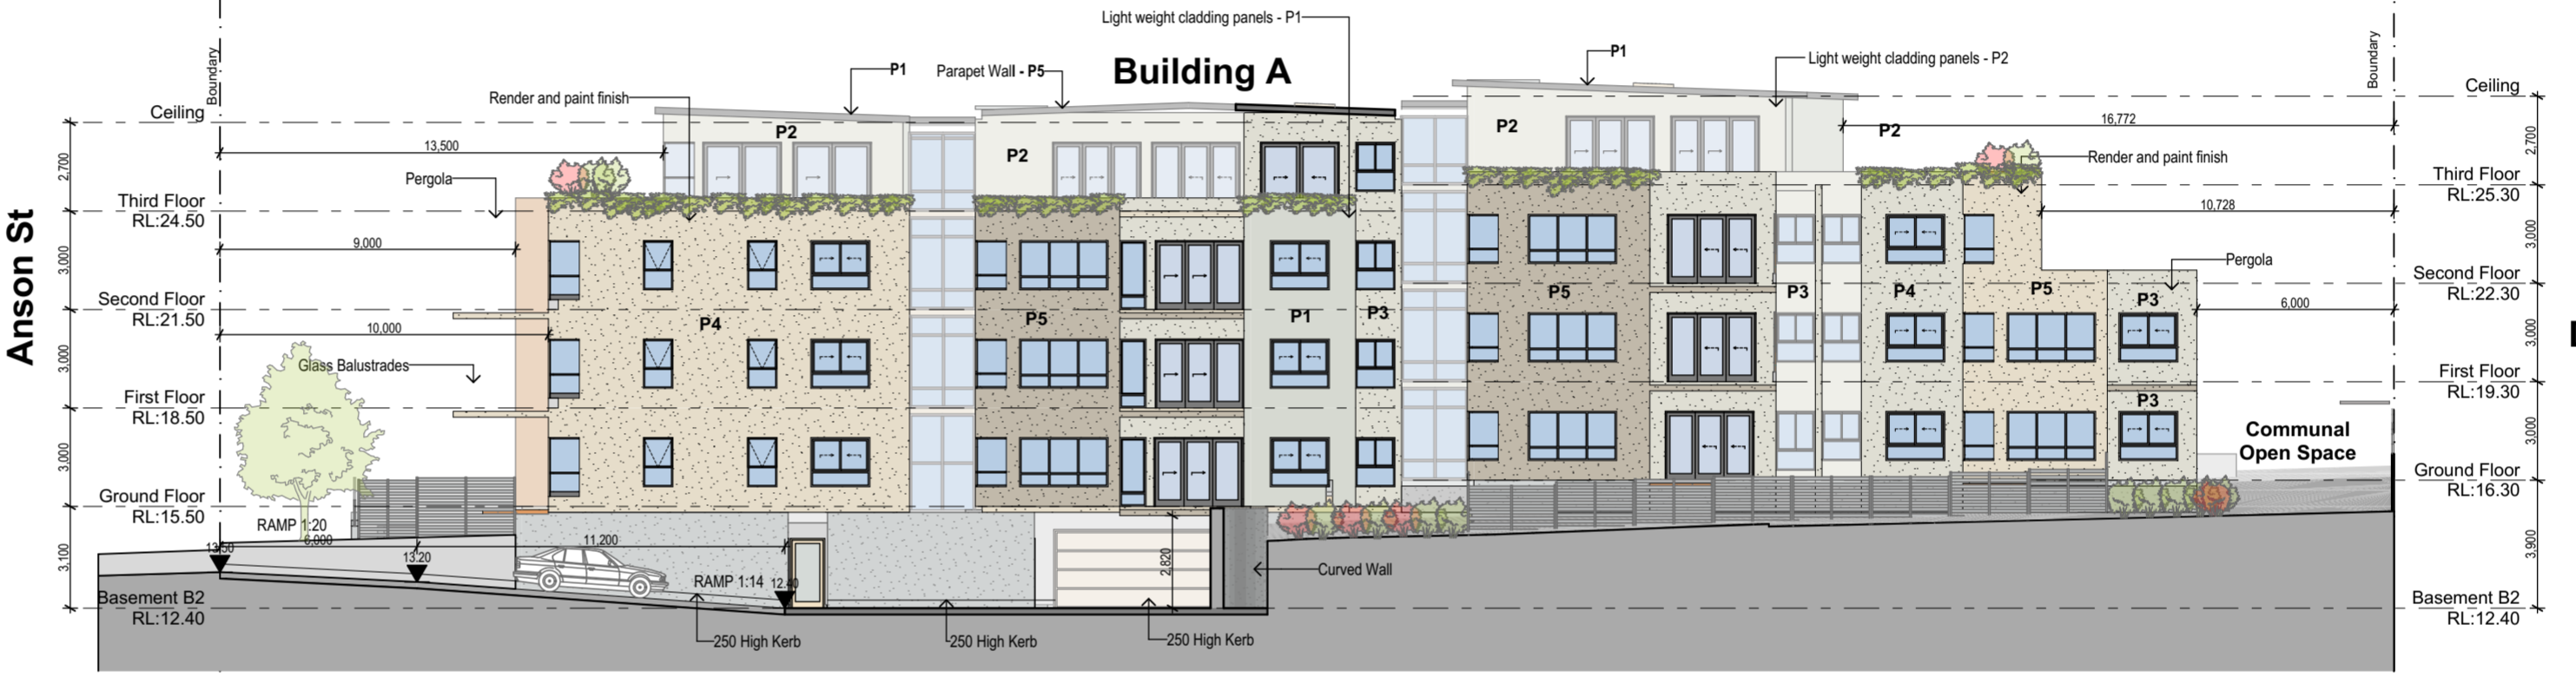 Light weight cladding panels - P1
Building A
P1
Parapet Wall - P5
P1
Light weight cladding panels - P2
Render and paint finish
Boundary
Boundary
Anson St
Ceiling
2,700
Third Floor
RL:24.50
3,000
Second Floor
RL:21.50
3,000
First Floor
RL:18.50
3,000
Ground Floor
RL:15.50
3,100
Basement B2
RL:12.40
13,500
Pergola
9,000
10,000
Glass Balustrades
RAMP 1:20
6,000
13.50
13.20
11,200
RAMP 1:14
12.40
250 High Kerb
250 High Kerb
250 High Kerb
2,820
Curved Wall
P2
P4
P2
P5
P1
P3
P2
P5
P3
P2
P4
P5
P3
P3
16,772
Render and paint finish
10,728
Pergola
6,000
Communal
Open Space
Ceiling
2,700
Third Floor
RL:25.30
3,000
Second Floor
RL:22.30
3,000
First Floor
RL:19.30
3,000
Ground Floor
RL:16.30
3,900
Basement B2
RL:12.40